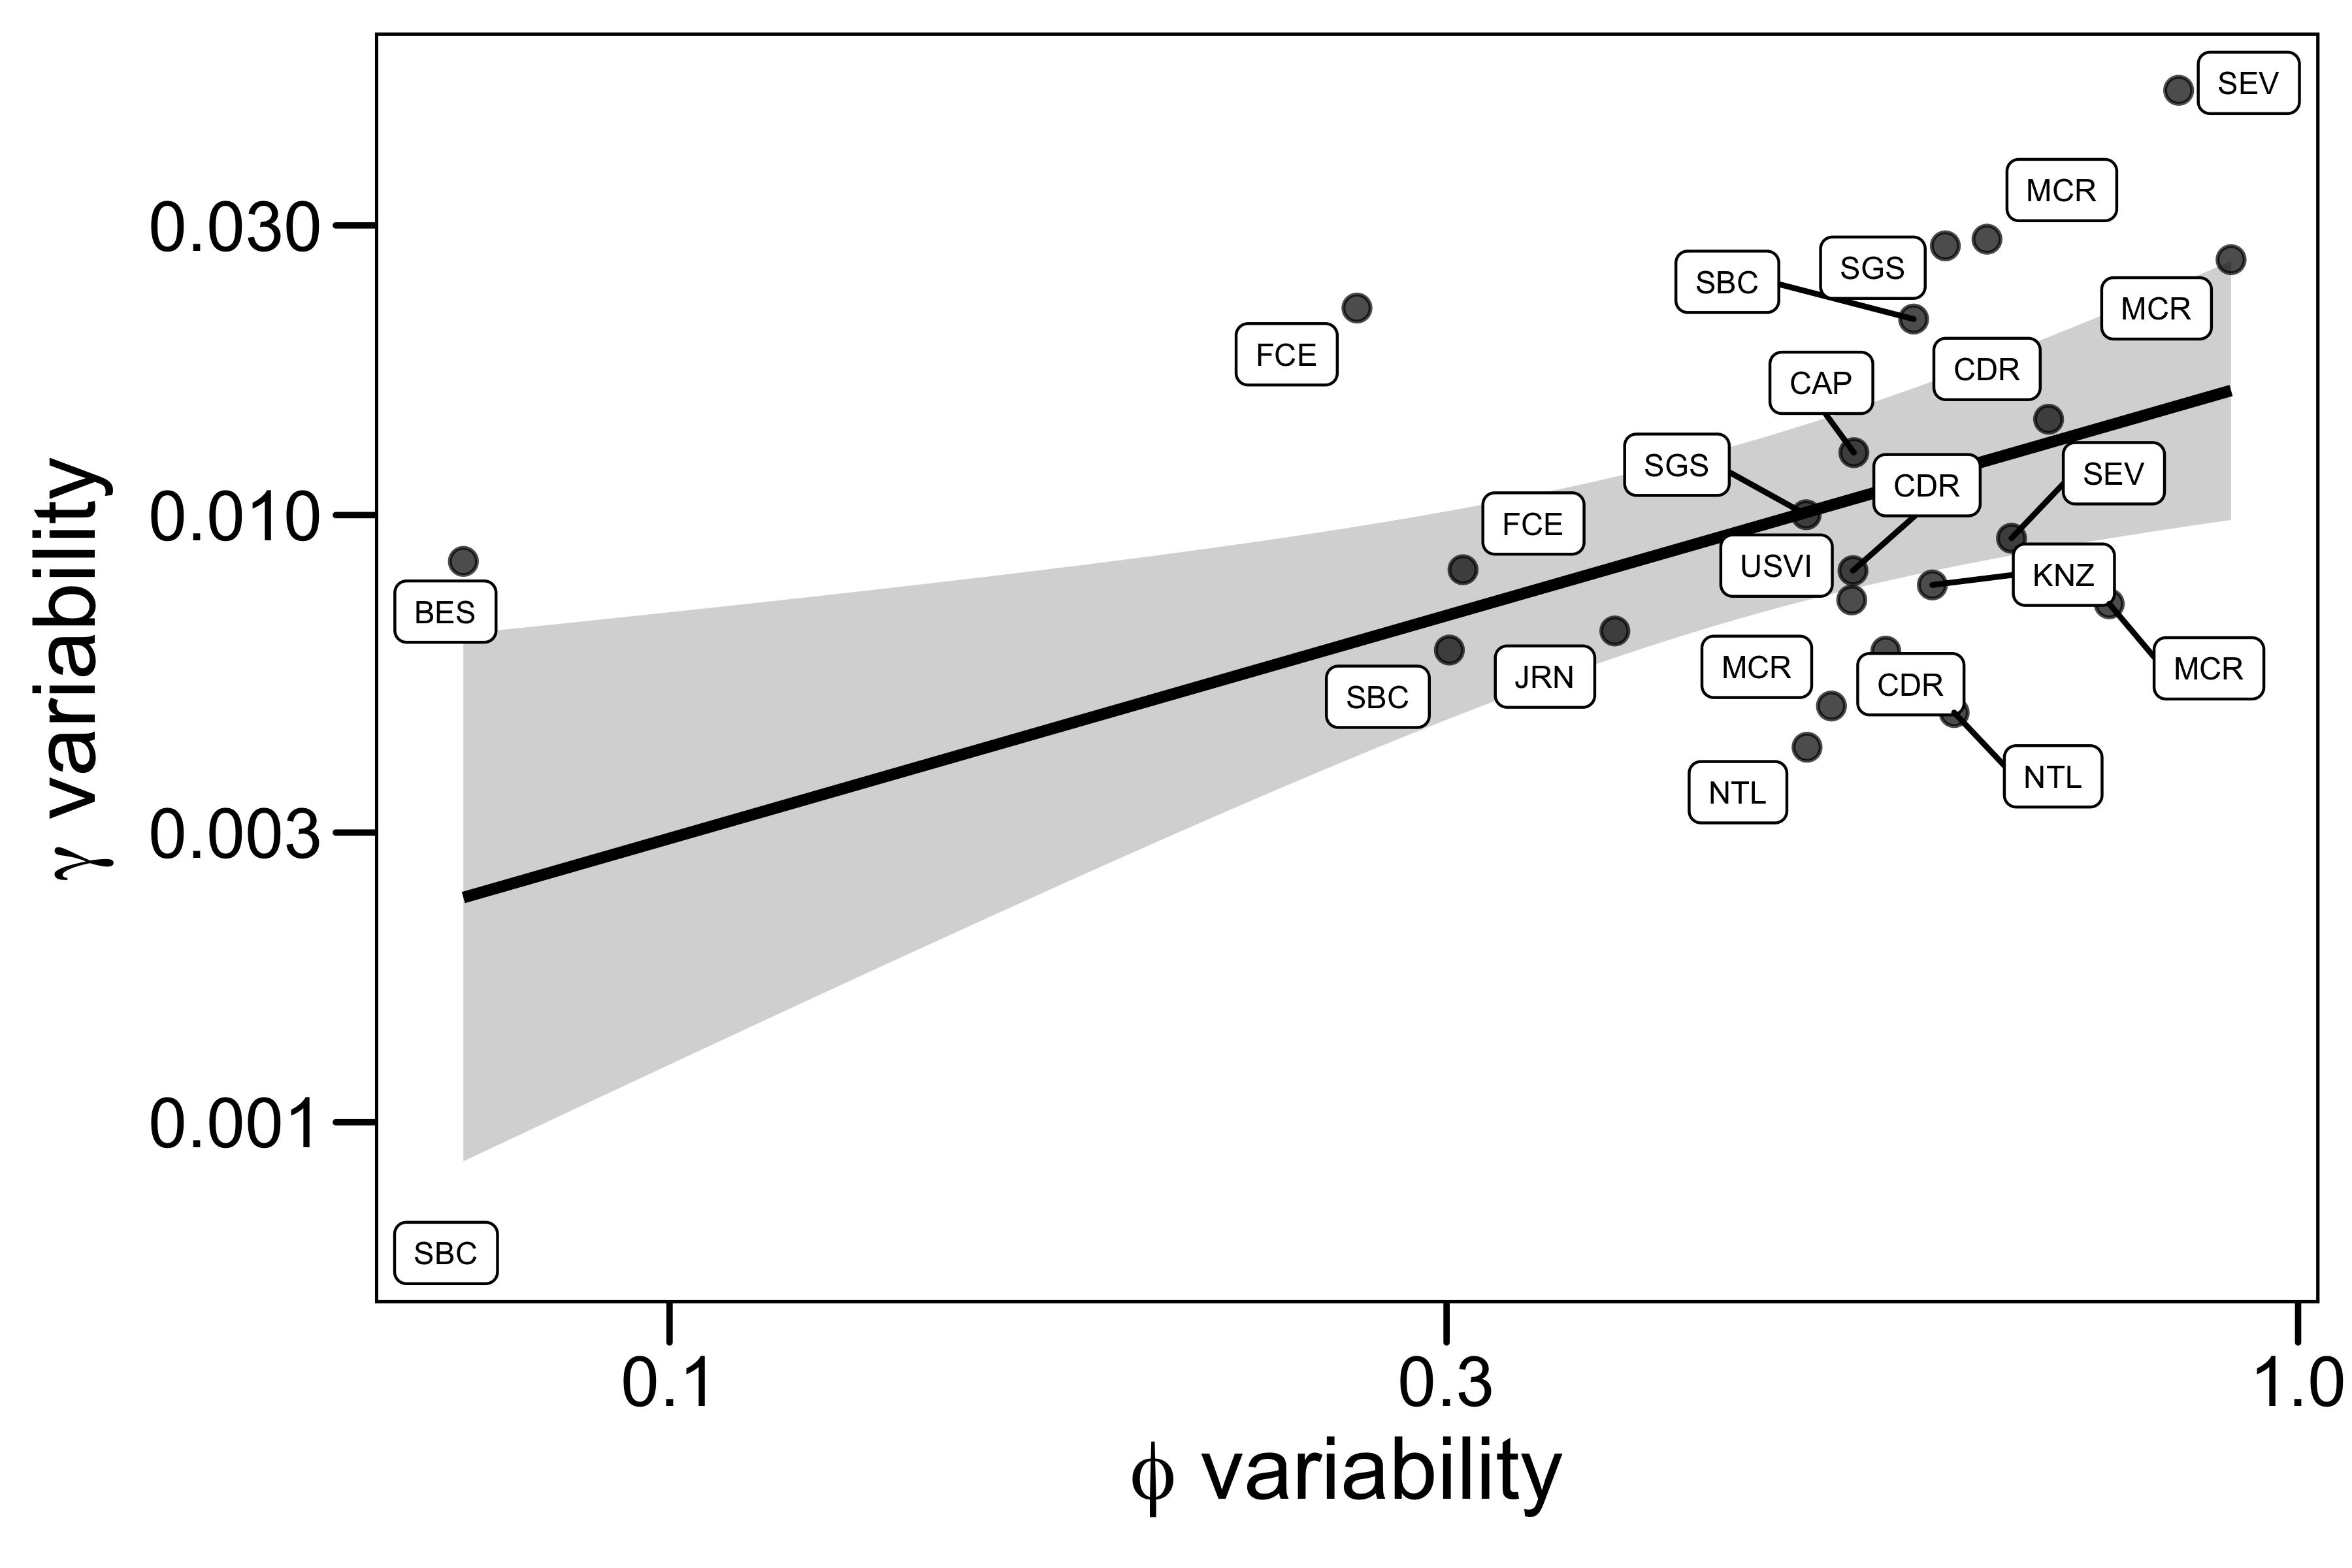 SEV
MCR
0.030
SGS
SBC
MCR
FCE
CDR
CAP
SGS
SEV
CDR
0.010
FCE
USVI
KNZ
BES
MCR
MCR
JRN
CDR
SBC
NTL
NTL
0.003
0.001
SBC
γ variability
0.1
0.3
1.0
ϕ variability